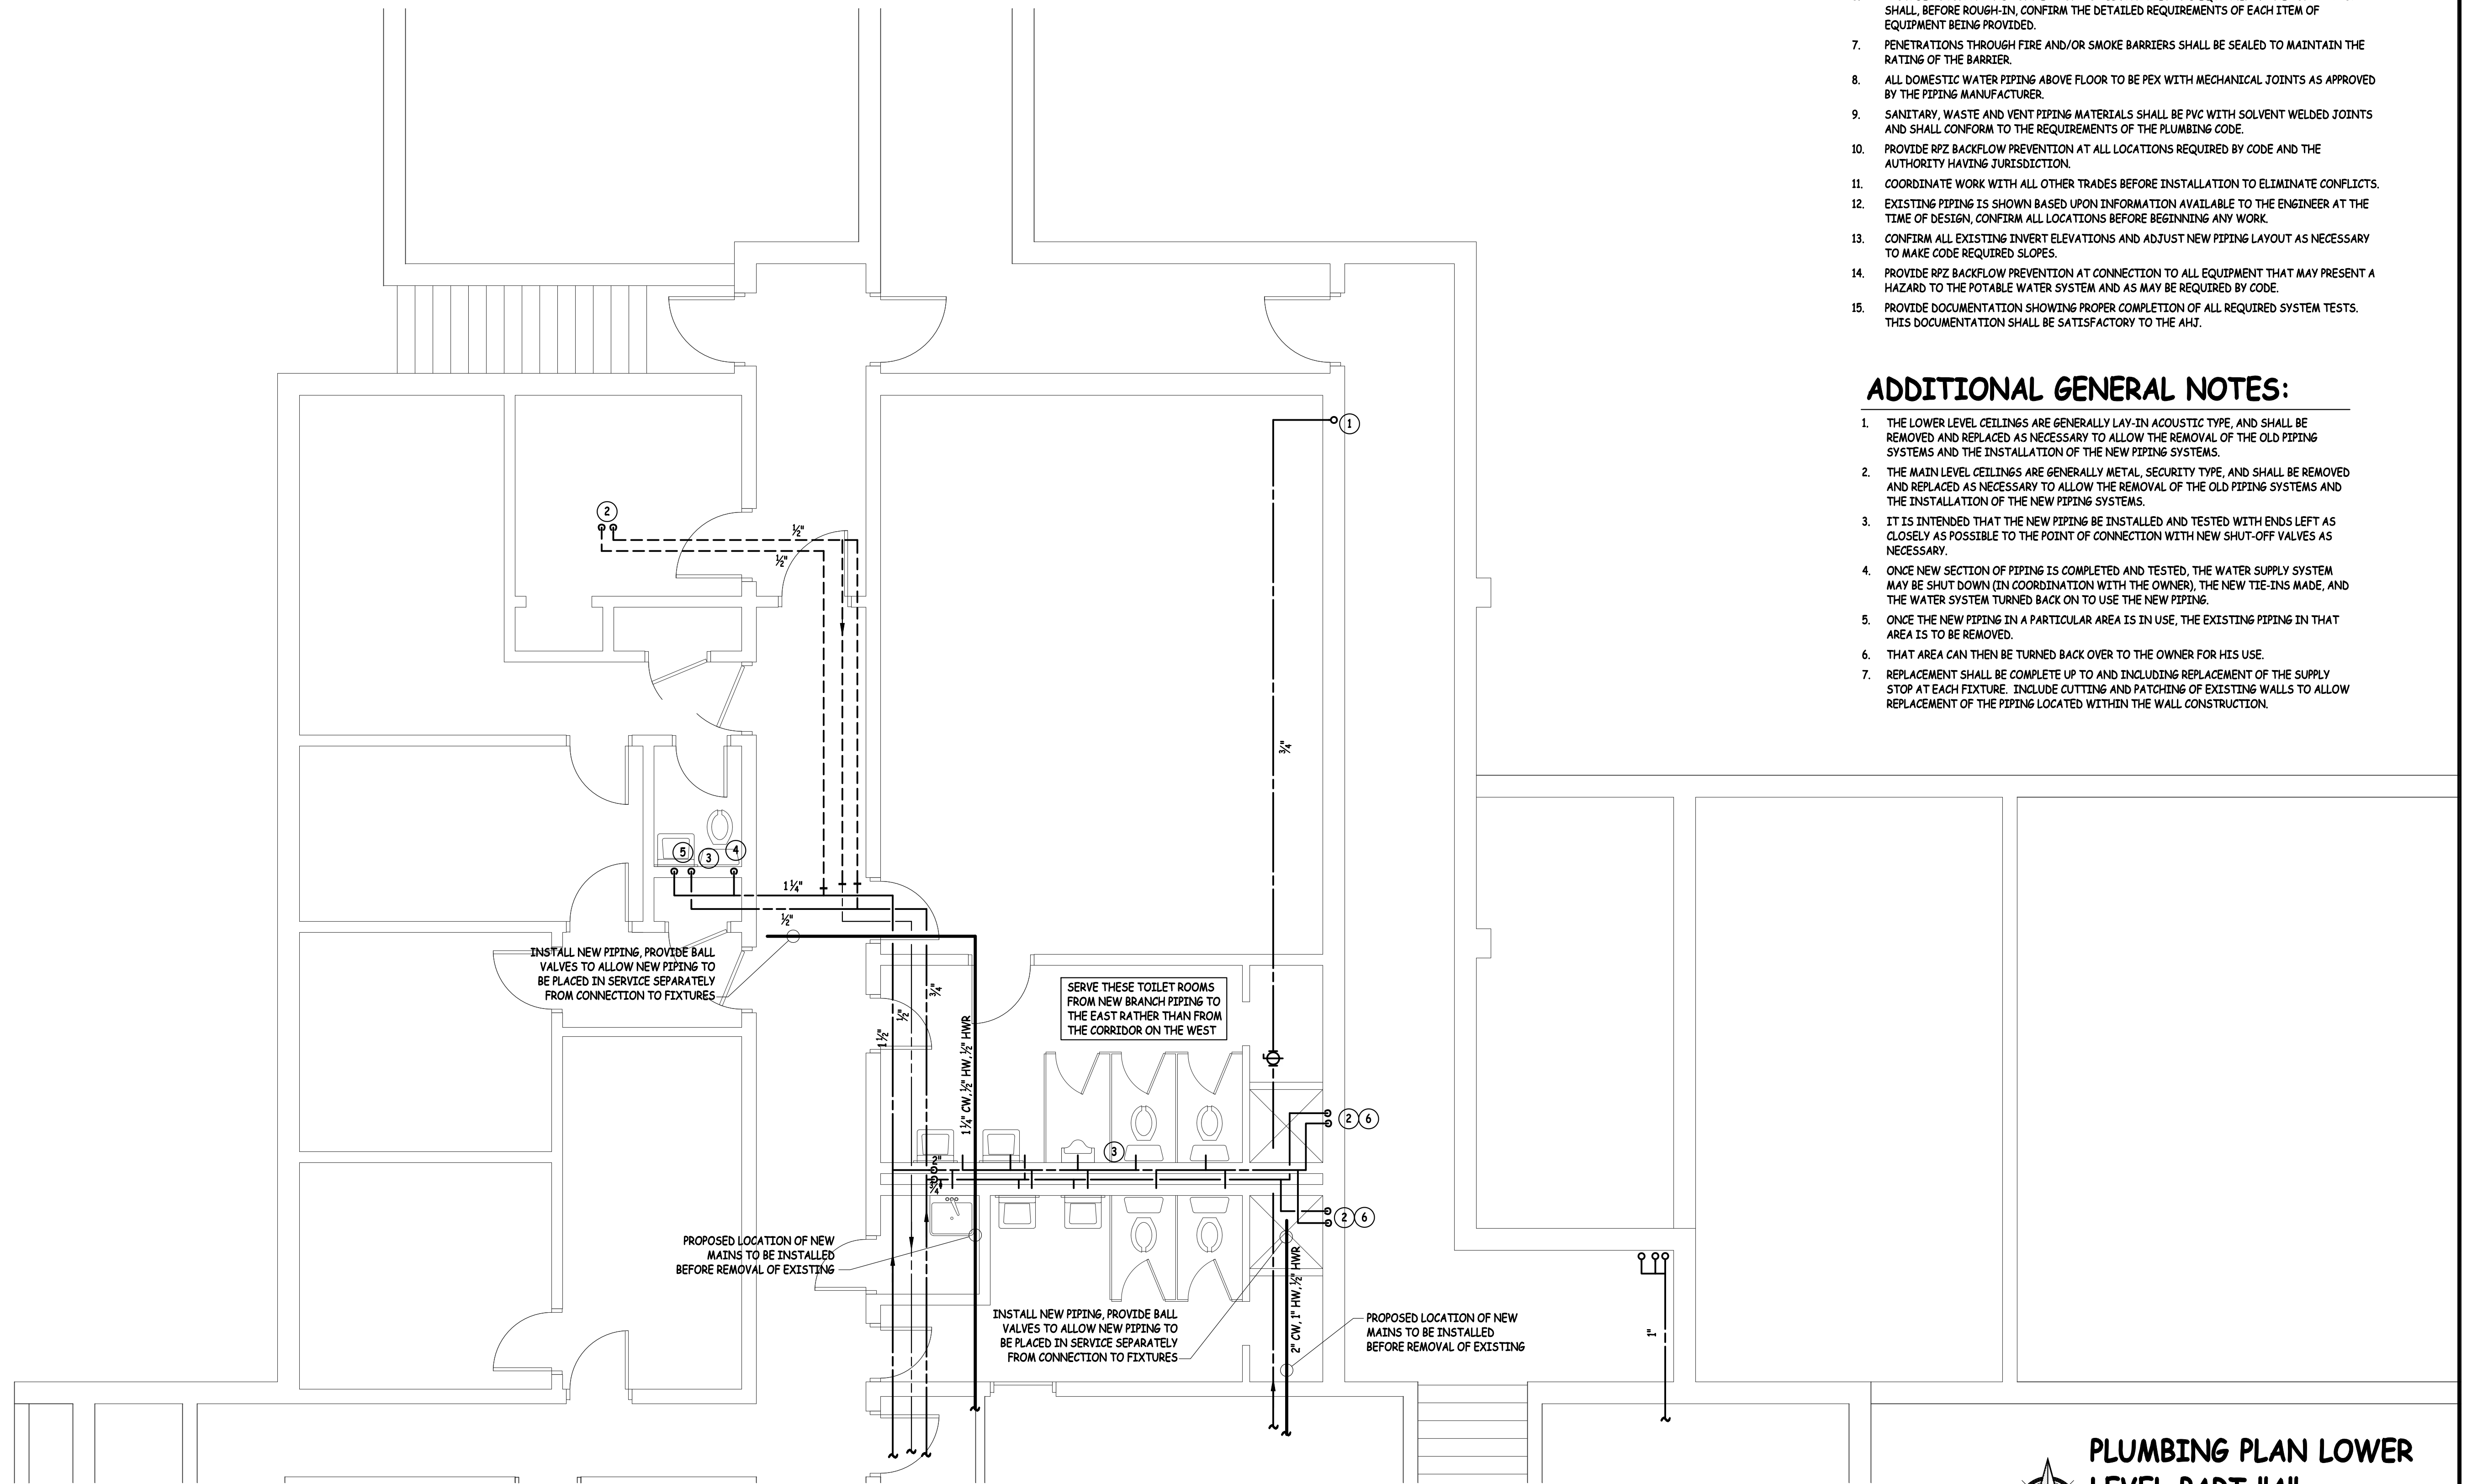 SHALL, BEFORE ROUGH-IN, CONFIRM THE DETAILED REQUIREMENTS OF EACH ITEM OF
EQUIPMENT BEING PROVIDED.
7. PENETRATIONS THROUGH FIRE AND/OR SMOKE BARRIERS SHALL BE SEALED TO MAINTAIN THE
RATING OF THE BARRIER.
8. ALL DOMESTIC WATER PIPING ABOVE FLOOR TO BE PEX WITH MECHANICAL JOINTS AS APPROVED
BY THE PIPING MANUFACTURER.
9. SANITARY, WASTE AND VENT PIPING MATERIALS SHALL BE PVC WITH SOLVENT WELDED JOINTS
AND SHALL CONFORM TO THE REQUIREMENTS OF THE PLUMBING CODE.
10. PROVIDE RPZ BACKFLOW PREVENTION AT ALL LOCATIONS REQUIRED BY CODE AND THE
AUTHORITY HAVING JURISDICTION.
11. COORDINATE WORK WITH ALL OTHER TRADES BEFORE INSTALLATION TO ELIMINATE CONFLICTS.
12. EXISTING PIPING IS SHOWN BASED UPON INFORMATION AVAILABLE TO THE ENGINEER AT THE
TIME OF DESIGN, CONFIRM ALL LOCATIONS BEFORE BEGINNING ANY WORK.
13. CONFIRM ALL EXISTING INVERT ELEVATIONS AND ADJUST NEW PIPING LAYOUT AS NECESSARY
TO MAKE CODE REQUIRED SLOPES.
14. PROVIDE RPZ BACKFLOW PREVENTION AT CONNECTION TO ALL EQUIPMENT THAT MAY PRESENT A
HAZARD TO THE POTABLE WATER SYSTEM AND AS MAY BE REQUIRED BY CODE.
15. PROVIDE DOCUMENTATION SHOWING PROPER COMPLETION OF ALL REQUIRED SYSTEM TESTS.
THIS DOCUMENTATION SHALL BE SATISFACTORY TO THE AHJ.
ADDITIONAL GENERAL NOTES:
1. THE LOWER LEVEL CEILINGS ARE GENERALLY LAY-IN ACOUSTIC TYPE, AND SHALL BE
REMOVED AND REPLACED AS NECESSARY TO ALLOW THE REMOVAL OF THE OLD PIPING
SYSTEMS AND THE INSTALLATION OF THE NEW PIPING SYSTEMS.
2. THE MAIN LEVEL CEILINGS ARE GENERALLY METAL, SECURITY TYPE, AND SHALL BE REMOVED
AND REPLACED AS NECESSARY TO ALLOW THE REMOVAL OF THE OLD PIPING SYSTEMS AND
THE INSTALLATION OF THE NEW PIPING SYSTEMS.
3. IT IS INTENDED THAT THE NEW PIPING BE INSTALLED AND TESTED WITH ENDS LEFT AS
CLOSELY AS POSSIBLE TO THE POINT OF CONNECTION WITH NEW SHUT-OFF VALVES AS
NECESSARY.
4. ONCE NEW SECTION OF PIPING IS COMPLETED AND TESTED, THE WATER SUPPLY SYSTEM
MAY BE SHUT DOWN (IN COORDINATION WITH THE OWNER), THE NEW TIE-INS MADE, AND
THE WATER SYSTEM TURNED BACK ON TO USE THE NEW PIPING.
5. ONCE THE NEW PIPING IN A PARTICULAR AREA IS IN USE, THE EXISTING PIPING IN THAT
AREA IS TO BE REMOVED.
6. THAT AREA CAN THEN BE TURNED BACK OVER TO THE OWNER FOR HIS USE.
7. REPLACEMENT SHALL BE COMPLETE UP TO AND INCLUDING REPLACEMENT OF THE SUPPLY
STOP AT EACH FIXTURE. INCLUDE CUTTING AND PATCHING OF EXISTING WALLS TO ALLOW
REPLACEMENT OF THE PIPING LOCATED WITHIN THE WALL CONSTRUCTION.
1
2
½"
½"
¾"
5 3 4
1¼"
½"
INSTALL NEW PIPING, PROVIDE BALL
VALVES TO ALLOW NEW PIPING TO
BE PLACED IN SERVICE SEPARATELY
FROM CONNECTION TO FIXTURES
SERVE THESE TOILET ROOMS
FROM NEW BRANCH PIPING TO
THE EAST RATHER THAN FROM
THE CORRIDOR ON THE WEST
1½"
½"
¾"
1¼" CW, ½" HW, ½" HWR
2 6
3
2"
¾"
2 6
PROPOSED LOCATION OF NEW
MAINS TO BE INSTALLED
BEFORE REMOVAL OF EXISTING
INSTALL NEW PIPING, PROVIDE BALL
VALVES TO ALLOW NEW PIPING TO
BE PLACED IN SERVICE SEPARATELY
FROM CONNECTION TO FIXTURES
2" CW, 1" HW, ½" HWR
PROPOSED LOCATION OF NEW
MAINS TO BE INSTALLED
BEFORE REMOVAL OF EXISTING
1"
PLUMBING PLAN LOWER
LEVEL PART "A"